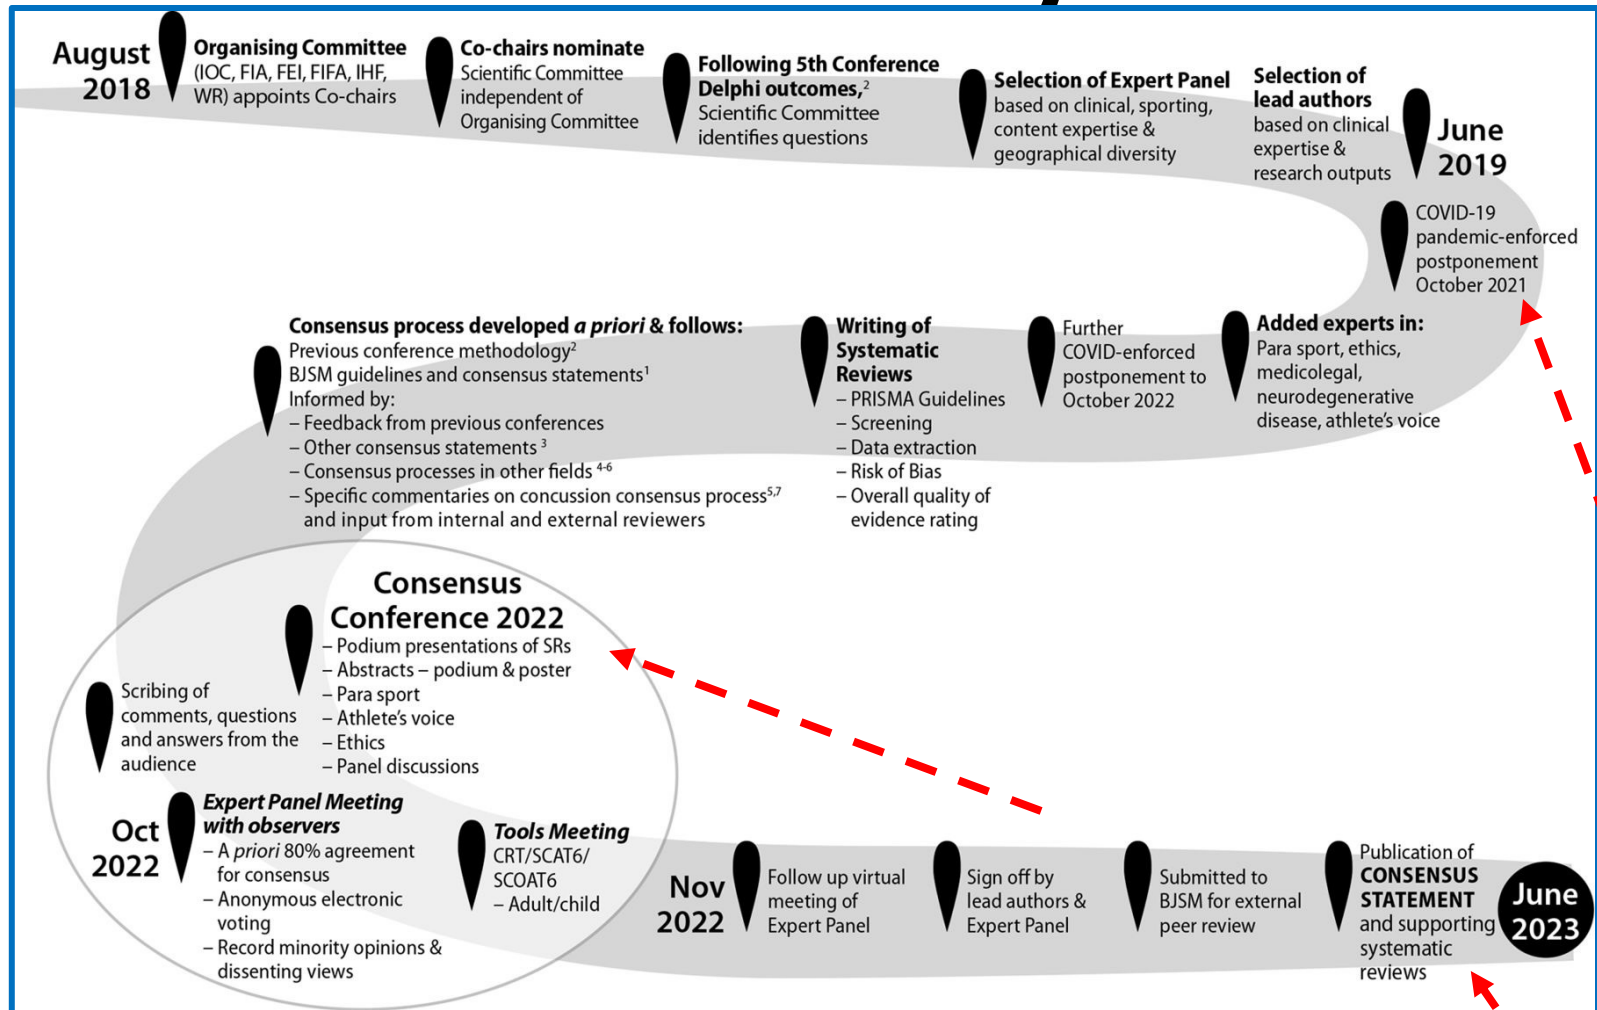 August
2018
Organising Committee
(IOC, FIA, FEI, FIFA, IHF,
WR) appoints Co-chairs
Co-chairs nominate
Scientific Committee
independent of
Organising Committee
Following 5th Conference
Delphi outcomes,²
Scientific Committee
identifies questions
Selection of Expert Panel
based on clinical, sporting,
content expertise &
geographical diversity
Selection of
lead authors
based on clinical
expertise &
research outputs
June
2019
COVID-19
pandemic-enforced
postponement
October 2021
Added experts in:
Para sport, ethics,
medicolegal,
neurodegenerative
disease, athlete's voice
Further
COVID-enforced
postponement to
October 2022
Writing of
Systematic
Reviews
– PRISMA Guidelines
– Screening
– Data extraction
– Risk of Bias
– Overall quality of
evidence rating
Consensus process developed a priori & follows:
Previous conference methodology²
BJSM guidelines and consensus statements¹
Informed by:
– Feedback from previous conferences
– Other consensus statements ³
– Consensus processes in other fields ⁴⁻⁶
– Specific commentaries on concussion consensus process⁵,⁷
and input from internal and external reviewers
Consensus
Conference 2022
– Podium presentations of SRs
– Abstracts – podium & poster
– Para sport
– Athlete's voice
– Ethics
– Panel discussions
Scribing of
comments, questions
and answers from the
audience
Oct
2022
Expert Panel Meeting
with observers
– A priori 80% agreement
for consensus
– Anonymous electronic
voting
– Record minority opinions &
dissenting views
Tools Meeting
CRT/SCAT6/
SCOAT6
– Adult/child
Nov
2022
Follow up virtual
meeting of
Expert Panel
Sign off by
lead authors &
Expert Panel
Submitted to
BJSM for external
peer review
Publication of
CONSENSUS
STATEMENT
and supporting
systematic
reviews
June
2023